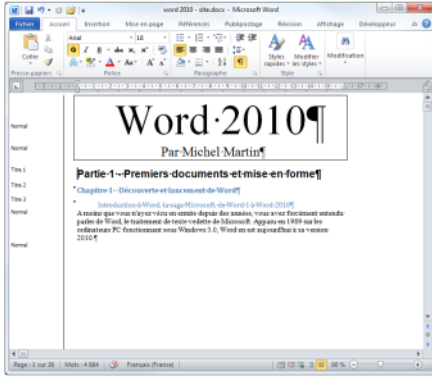 word 2010 - site.docx - Microsoft Word
Fichier Accueil Insertion Mise en page Références Publipostage Révision Affichage Développeur
Arial 18
Coller
Styles rapides
Modifier les styles
Modification
Presse-papiers Police Paragraphe Style
Normal
Word·2010¶
Normal
Par·Michel·Martin¶
Titre 1
Partie·1·-·Premiers·documents·et·mise·en·forme¶
Titre 2
Chapitre·1·-·Découverte·et·lancement·de·Word¶
Titre 3
Introduction·à·Word,·la·saga·Microsoft,·de·Word·1·à·Word·2010¶
Normal
A moins que vous n'ayez vécu en ermite depuis des années, vous avez forcément entendu
parler de Word, le traitement de texte vedette de Microsoft. Apparu en 1989 sur les
ordinateurs PC fonctionnant sous Windows 3.0, Word en est aujourd'hui à sa version
2010.¶
Normal
Page : 1 sur 26 Mots : 4 884 Français (France) 80 %